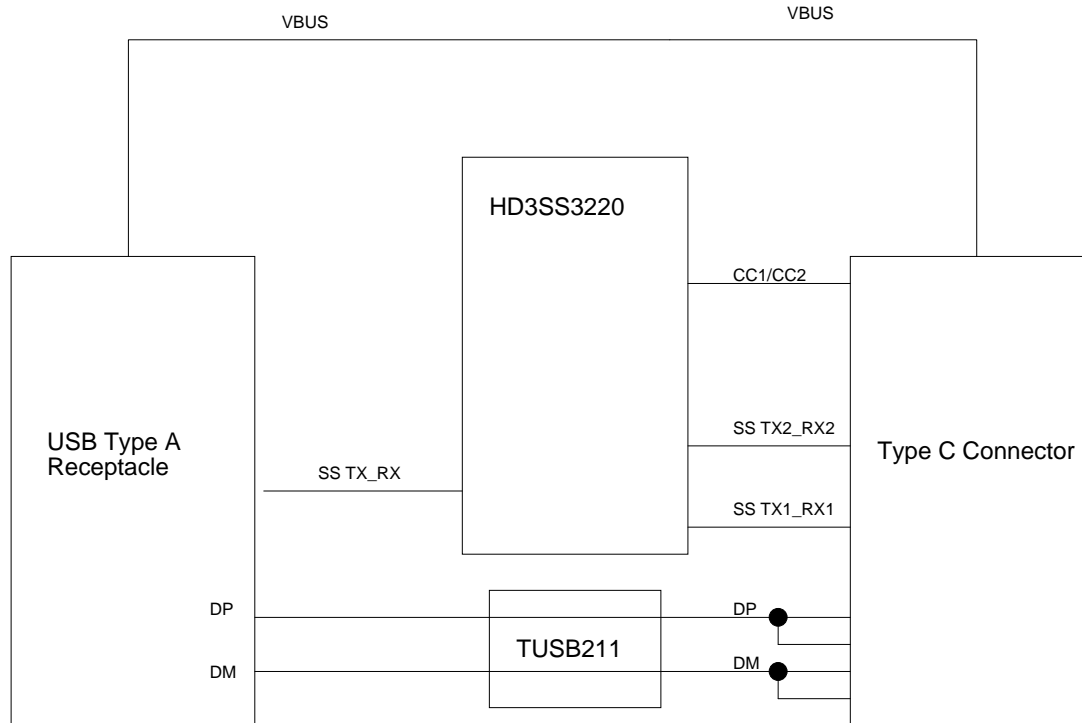 VBUS
VBUS
HD3SS3220
CC1/CC2
USB Type A
Receptacle
SS TX_RX
SS TX2_RX2
Type C Connector
SS TX1_RX1
DP
DP
TUSB211
DM
DM